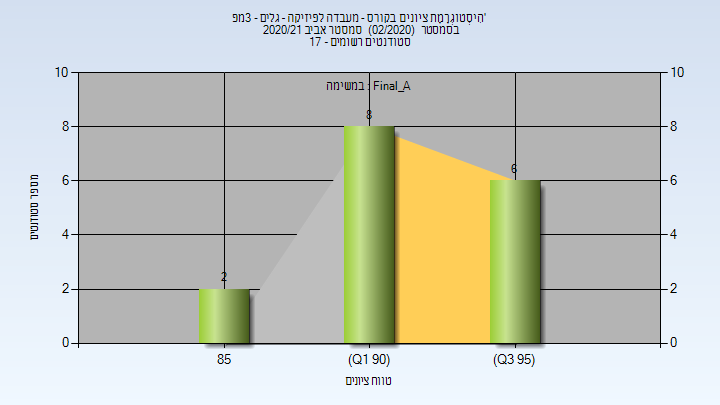 היסטוגרמת ציונים בקורס - מעבדה לפיזיקה - גלים - 3מפ'
בסמסטר (02/2020) סמסטר אביב 2020/21
סטודנטים רשומים - 17
במשימה : Final_A
מספר סטודנטים
10
8
6
4
2
0
10
8
6
4
2
0
2
8
6
85
(Q1 90)
(Q3 95)
טווח ציונים